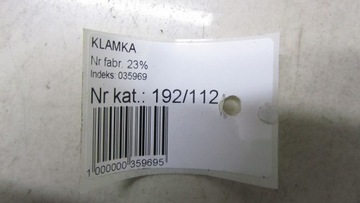 KLAMKA
Nr fabr. 23%
Indeks: 035969
Nr kat.: 192/112
1 000000 359695